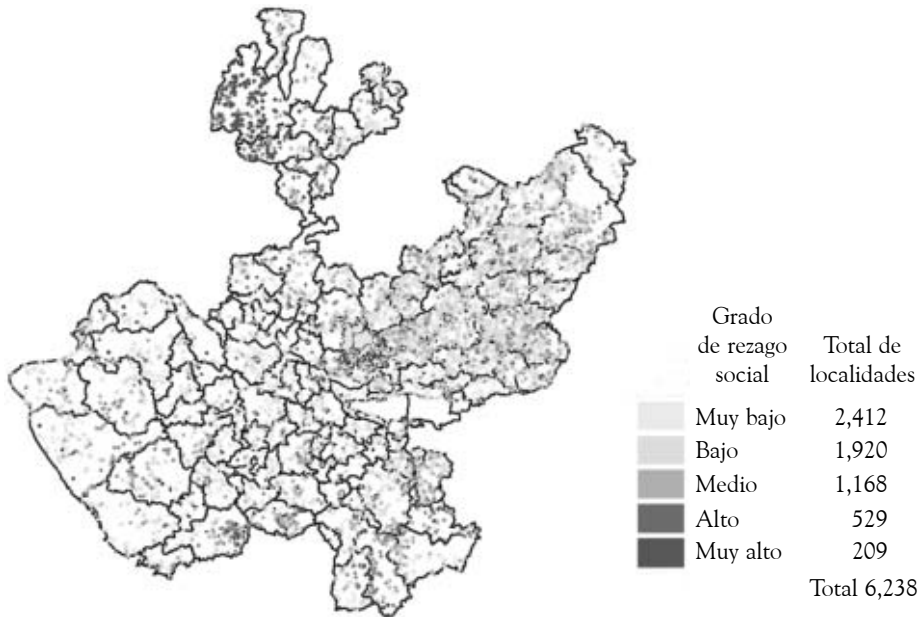 Grado
de rezago
social
Total de
localidades
Muy bajo 2,412
Bajo 1,920
Medio 1,168
Alto 529
Muy alto 209
Total 6,238